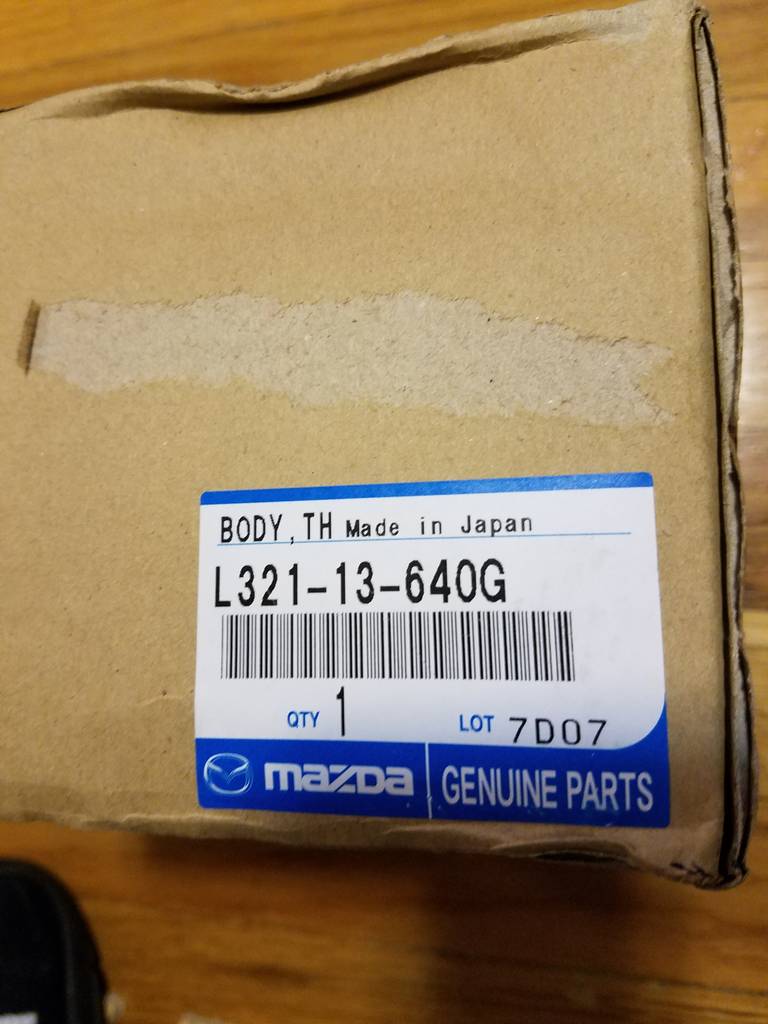 BODY,TH Made in Japan
L321-13-640G
QTY 1 LOT 7D07
mazda GENUINE PARTS